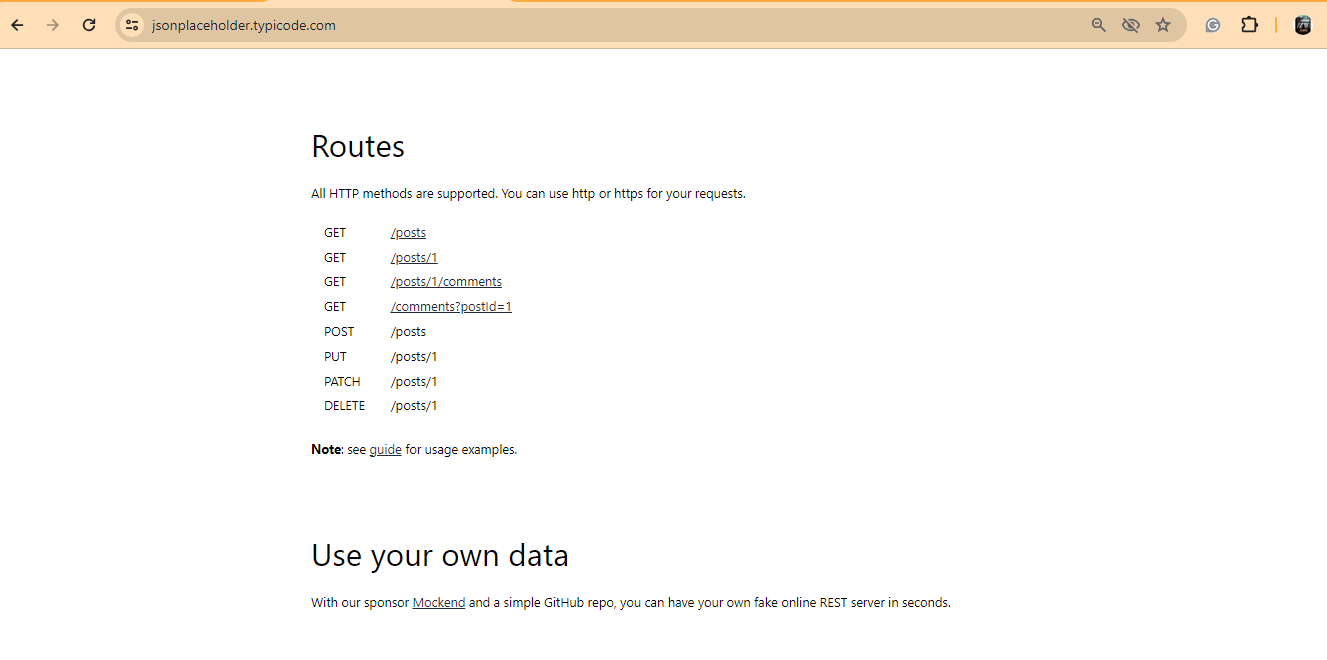 jsonplaceholder.typicode.com
Routes
All HTTP methods are supported. You can use http or https for your requests.
GET /posts
GET /posts/1
GET /posts/1/comments
GET /comments?postId=1
POST /posts
PUT /posts/1
PATCH /posts/1
DELETE /posts/1
Note: see guide for usage examples.
Use your own data
With our sponsor Mockend and a simple GitHub repo, you can have your own fake online REST server in seconds.